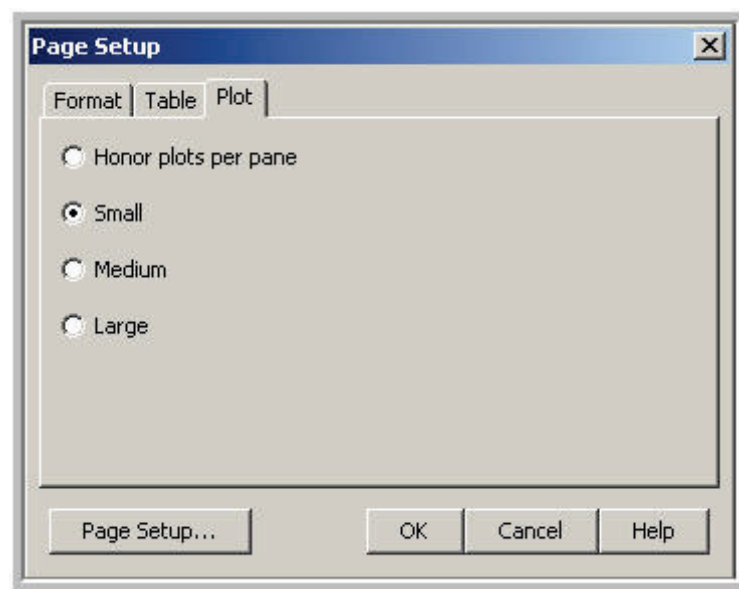 Page Setup
Format Table Plot
Honor plots per pane
Small
Medium
Large
Page Setup... OK Cancel Help